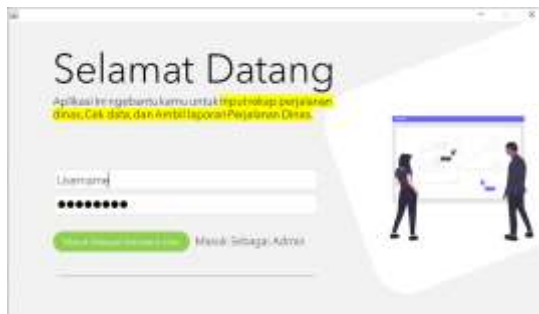 Selamat Datang
Aplikasi Ini ngebantu kamu untuk Input rekap perjalanan
dinas, Cek data, dan Ambil laporan Perjalanan Dinas.
Username
Masuk Sebagai Admin